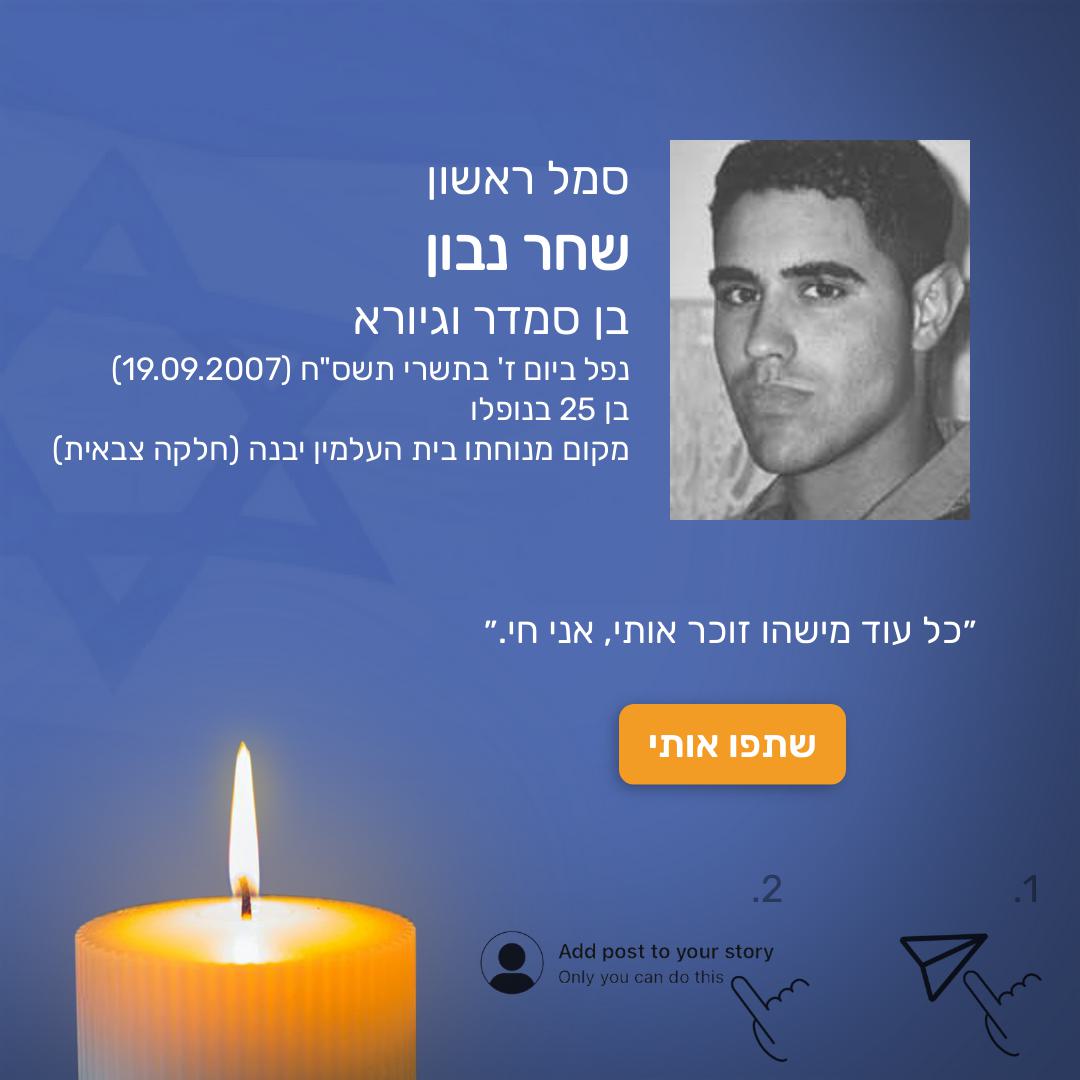 סמל ראשון
שחר נבון
בן סמדר וגיורא
נפל ביום ז' בתשרי תשס"ח (19.09.2007)
בן 25 בנופלו
מקום מנוחתו בית העלמין יבנה (חלקה צבאית)
״כל עוד מישהו זוכר אותי, אני חי.״
שתפו אותי
1.
2.
Add post to your story
Only you can do this